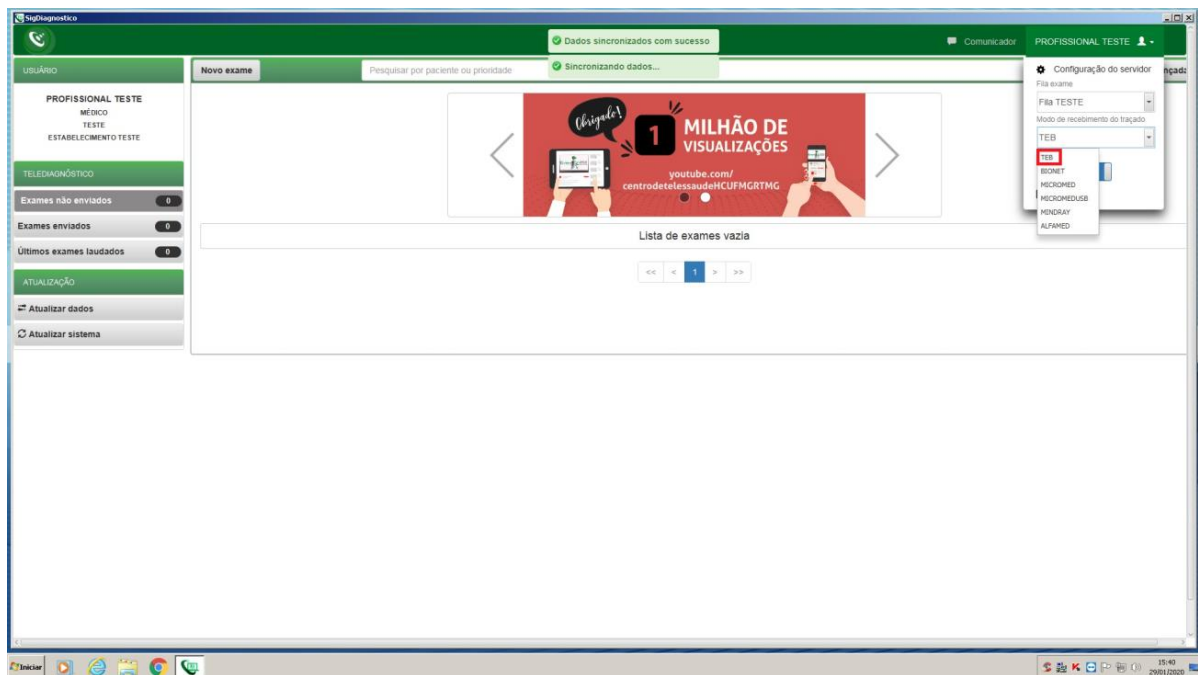 SigDiagnostico
Dados sincronizados com sucesso
Comunicador
PROFISSIONAL TESTE
USUÁRIO
Novo exame
Pesquisar por paciente ou prioridade
Sincronizando dados...
Configuração do servidor
Fila exame
Fila TESTE
Modo de recebimento do traçado
TEB
TEB
BIONET
MICROMED
MICROMEDUSB
MINDRAY
ALFAMED
PROFISSIONAL TESTE
MÉDICO
TESTE
ESTABELECIMENTO TESTE
TELEDIAGNÓSTICO
Exames não enviados 0
Exames enviados 0
Últimos exames laudados 0
ATUALIZAÇÃO
Atualizar dados
Atualizar sistema
Obrigado!
1
MILHÃO DE
VISUALIZAÇÕES
youtube.com/
centrodetelessaudeHCUFMGRTMG
Lista de exames vazia
<< < 1 > >>
Iniciar
15:40
29/01/2020